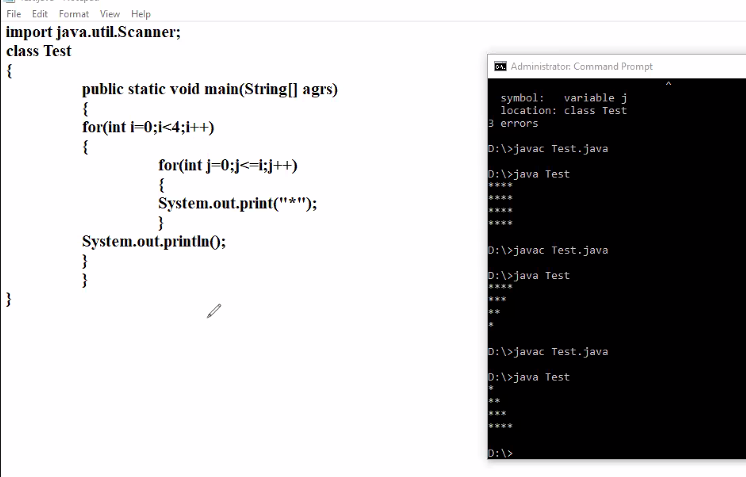 File Edit Format View Help
import java.util.Scanner;
class Test
{
public static void main(String[] agrs)
{
for(int i=0;i<4;i++)
{
for(int j=0;j<=i;j++)
{
System.out.print("*");
}
System.out.println();
}
}
}
Administrator: Command Prompt
^
symbol: variable j
location: class Test
3 errors
D:\>javac Test.java
D:\>java Test
****
****
****
****
D:\>javac Test.java
D:\>java Test
****
***
**
*
D:\>javac Test.java
D:\>java Test
*
**
***
****
D:\>